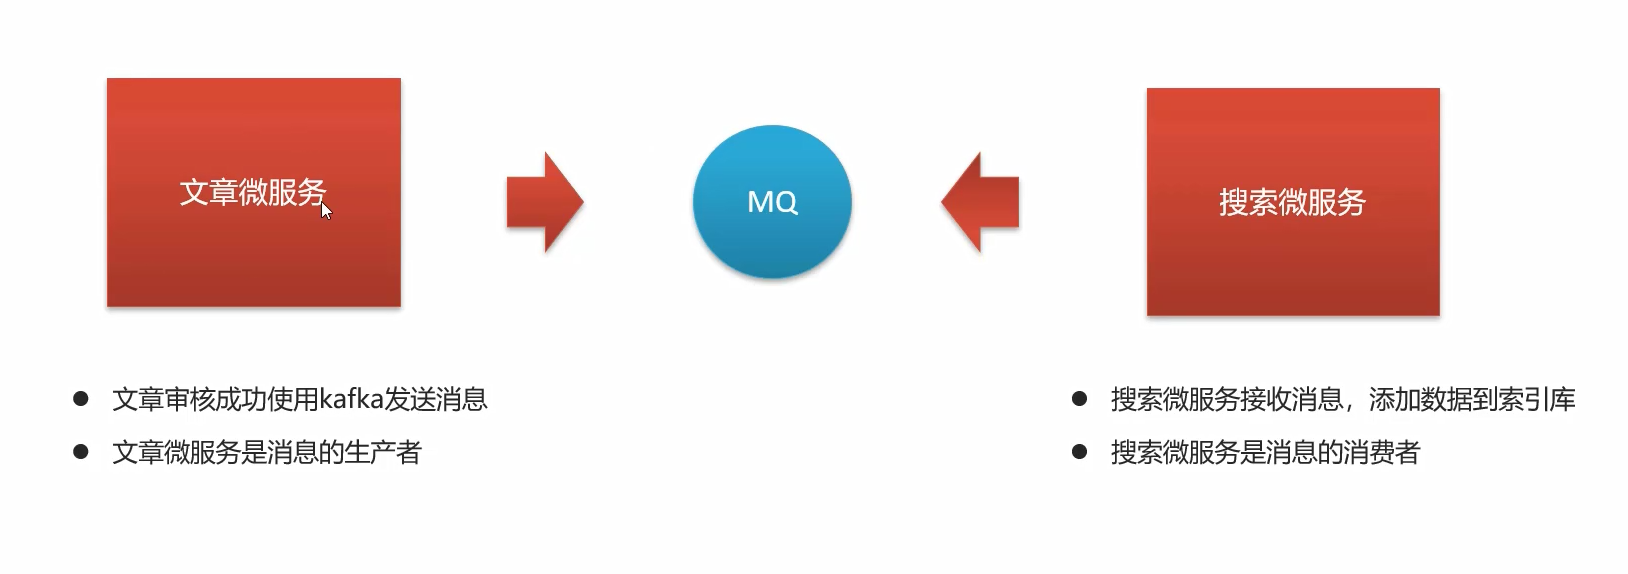 文章微服务
MQ
搜索微服务
● 文章审核成功使用kafka发送消息
● 文章微服务是消息的生产者
● 搜索微服务接收消息，添加数据到索引库
● 搜索微服务是消息的消费者